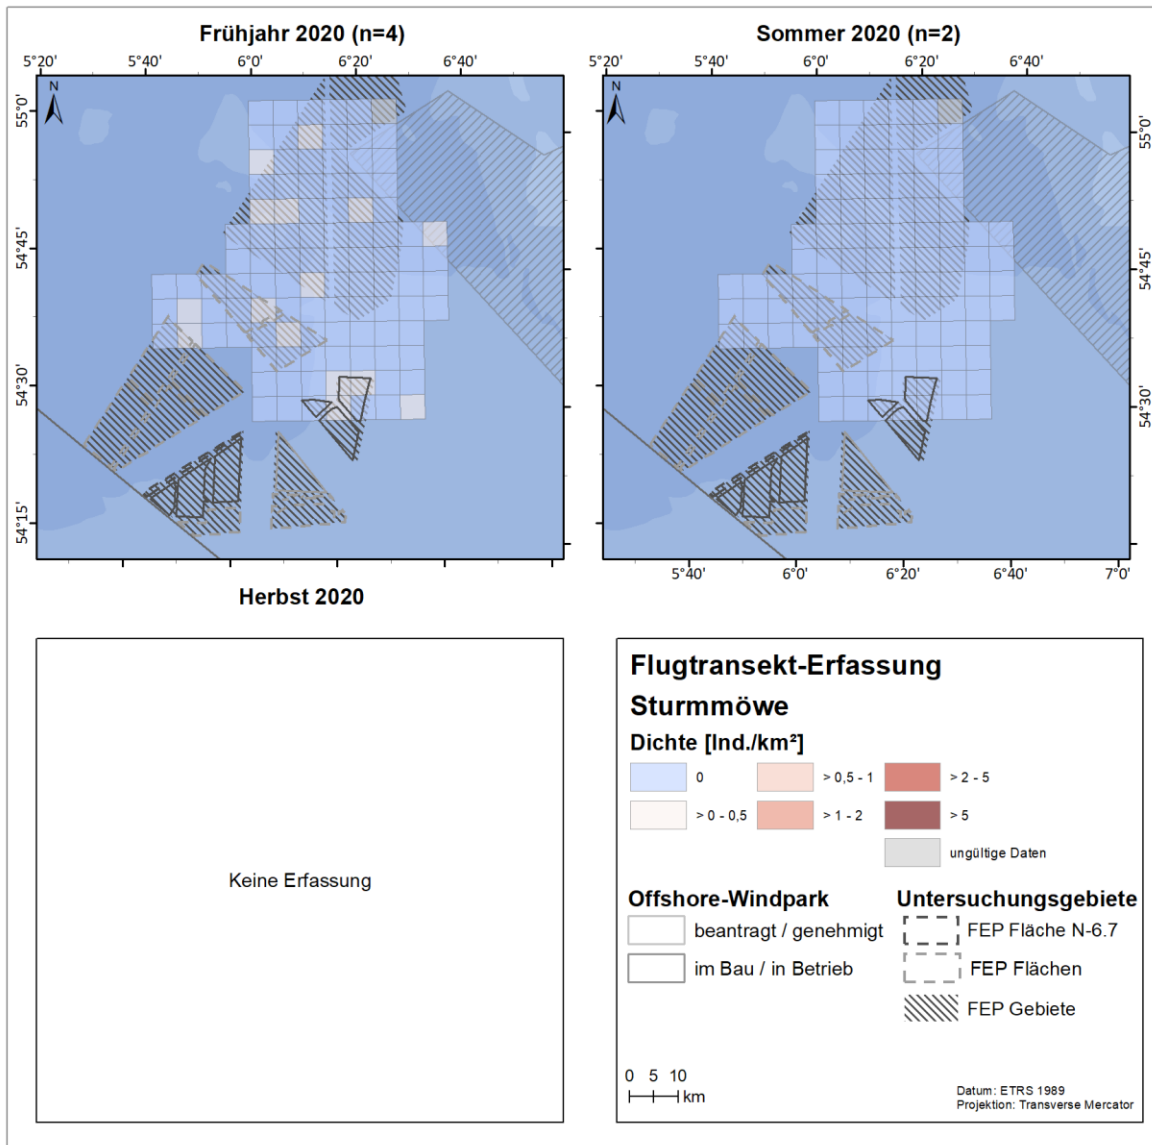 Frühjahr 2020 (n=4)
Sommer 2020 (n=2)
5°20' 5°40' 6°0' 6°20' 6°40'
5°20' 5°40' 6°0' 6°20' 6°40'
N
N
55°0'
54°45'
54°30'
54°15'
55°0'
54°45'
54°30'
5°40' 6°0' 6°20' 6°40' 7°0'
Herbst 2020
Keine Erfassung
Flugtransekt-Erfassung
Sturmmöwe
Dichte [Ind./km²]
0 > 0,5 - 1 > 2 - 5
> 0 - 0,5 > 1 - 2 > 5
ungültige Daten
Offshore-Windpark
beantragt / genehmigt
im Bau / in Betrieb
Untersuchungsgebiete
FEP Fläche N-6.7
FEP Flächen
FEP Gebiete
0 5 10
km
Datum: ETRS 1989
Projektion: Transverse Mercator